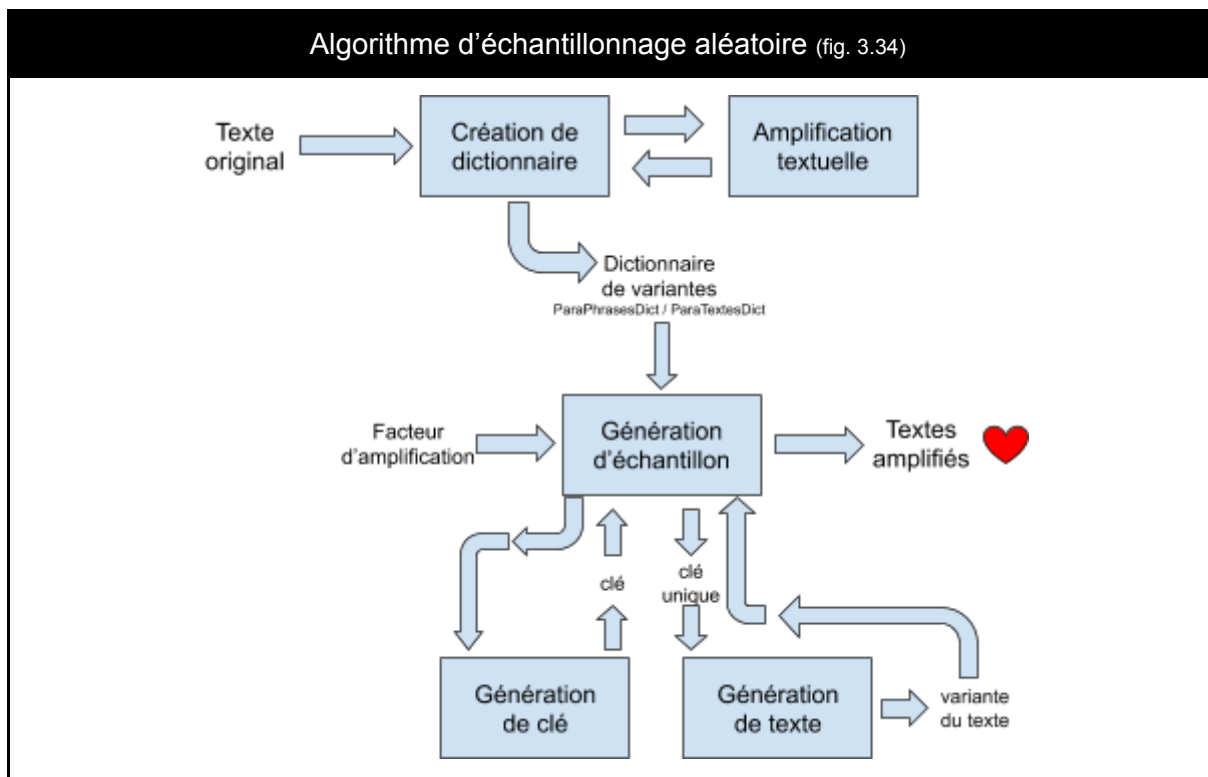 Algorithme d'échantillonnage aléatoire (fig. 3.34)
Texte
original
Création de
dictionnaire
Amplification
textuelle
Dictionnaire
de variantes
ParaPhrasesDict / ParaTextesDict
Facteur
d'amplification
Génération
d'échantillon
Textes
amplifiés
clé
clé
unique
Génération
de clé
Génération
de texte
variante
du texte